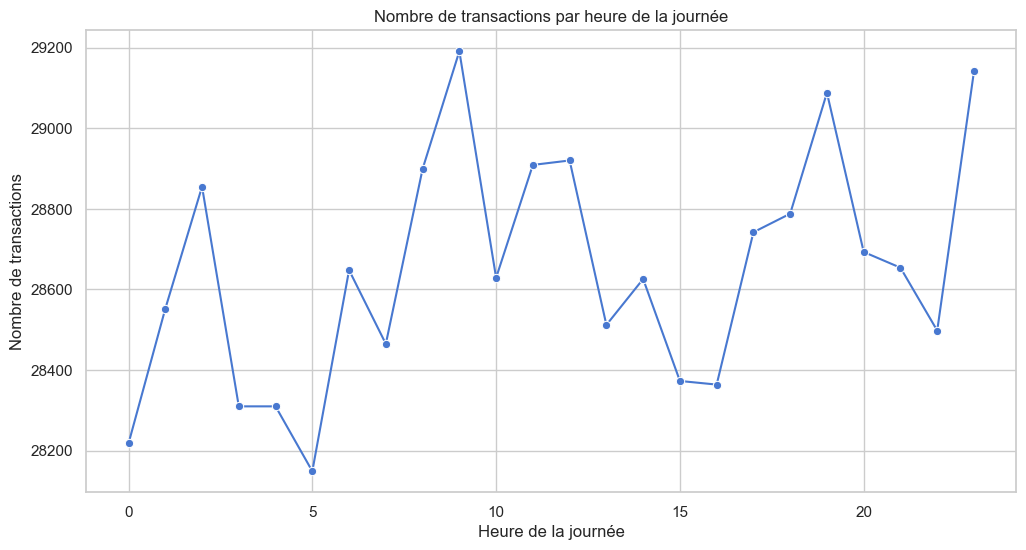 Nombre de transactions par heure de la journée
29200
29000
28800
28600
28400
28200
Nombre de transactions
0 5 10 15 20
Heure de la journée